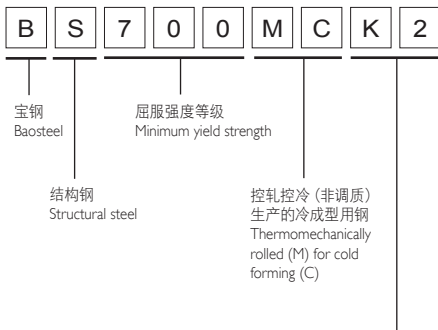 B S 7 0 0 M C K 2
宝钢
Baosteel
屈服强度等级
Minimum yield strength
结构钢
Structural steel
控轧控冷（非调质）
生产的冷成型用钢
Thermomechanically
rolled (M) for cold
forming (C)